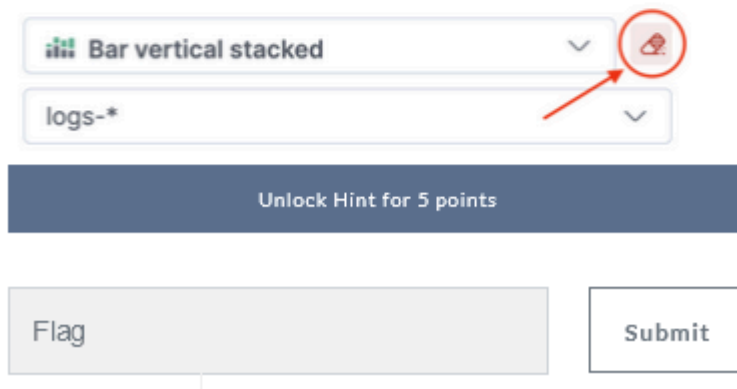 Bar vertical stacked
logs-*
Unlock Hint for 5 points
Flag
Submit